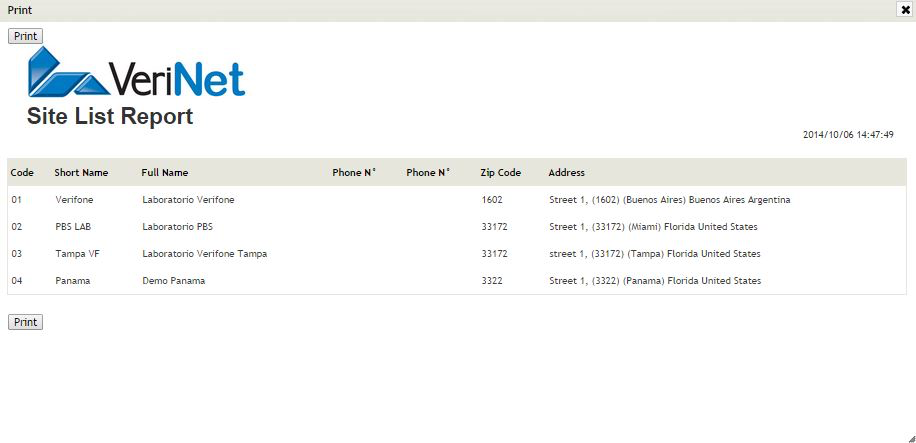 Print
Print
VeriNet
Site List Report
2014/10/06 14:47:49
Code Short Name Full Name Phone N° Phone N° Zip Code Address
01 Verifone Laboratorio Verifone 1602 Street 1, (1602) (Buenos Aires) Buenos Aires Argentina
02 PBS LAB Laboratorio PBS 33172 Street 1, (33172) (Miami) Florida United States
03 Tampa VF Laboratorio Verifone Tampa 33172 street 1, (33172) (Tampa) Florida United States
04 Panama Demo Panama 3322 Street 1, (3322) (Panama) Florida United States
Print